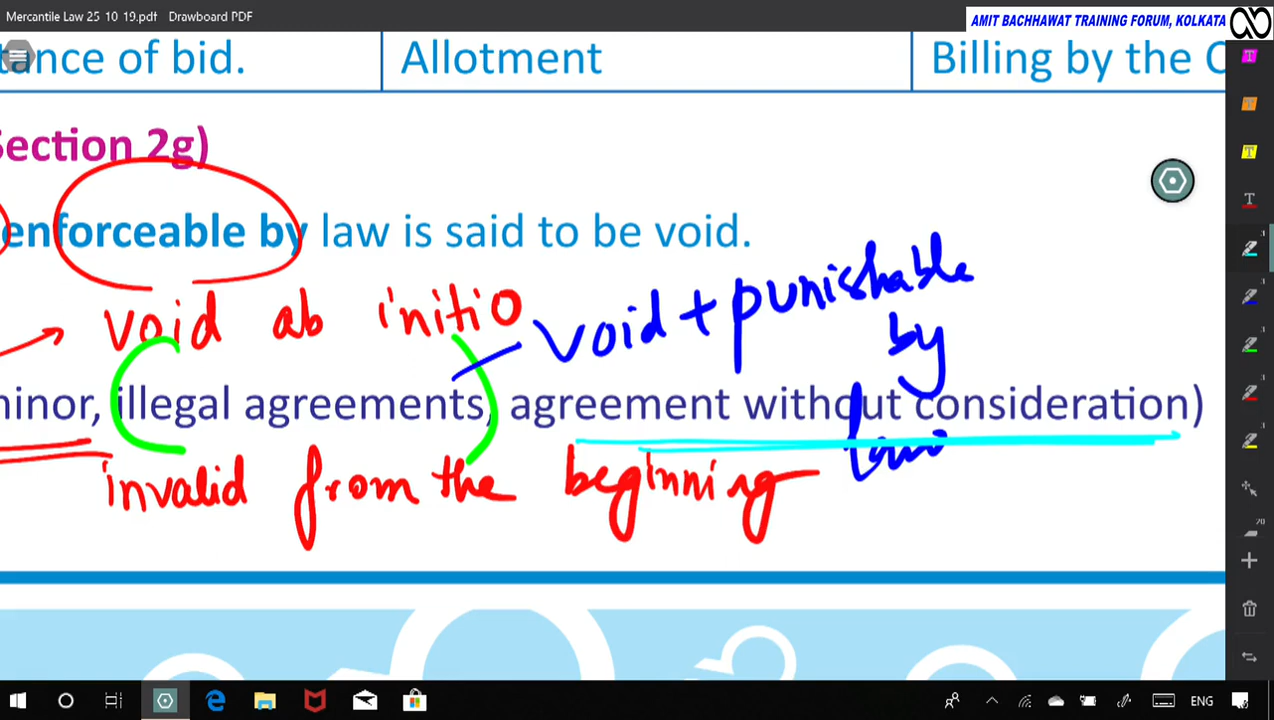 Mercantile Law 25 10 19.pdf - Drawboard PDF
AMIT BACHHAWAT TRAINING FORUM, KOLKATA
tance of bid.
Allotment
Billing by the C
Section 2g)
enforceable by law is said to be void.
void ab initio
void + punishable
by
law
minor, illegal agreements, agreement without consideration)
invalid from the beginning
ENG